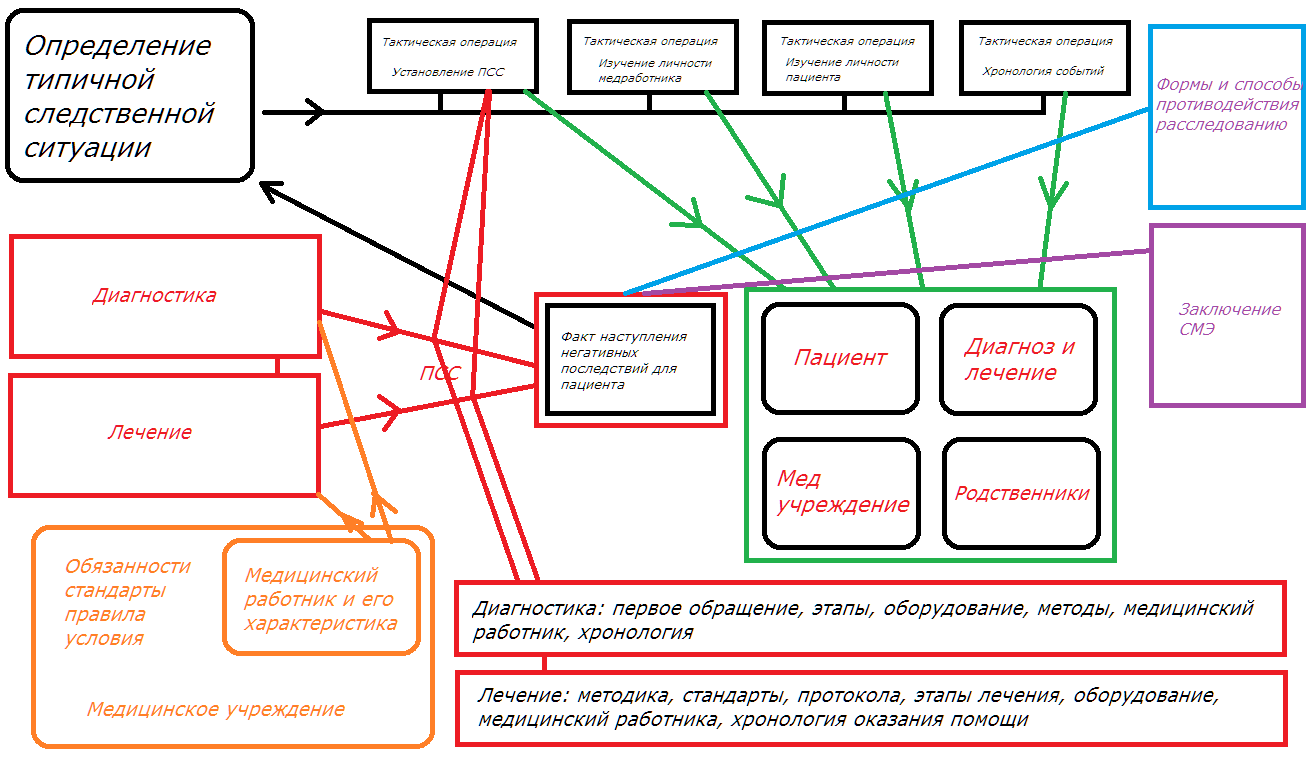 Определение
типичной
следственной
ситуации
Тактическая операция
Установление ПСС
Тактическая операция
Изучение личности
медработника
Тактическая операция
Изучение личности
пациента
Тактическая операция
Хронология событий
Формы и способы
противодействия
расследованию
Диагностика
Лечение
ПСС
Факт наступления
негативных
последствий для
пациента
Пациент
Диагноз и
лечение
Мед
учреждение
Родственники
Заключение
СМЭ
Обязанности
стандарты
правила
условия
Медицинский
работник и его
характеристика
Медицинское учреждение
Диагностика: первое обращение, этапы, оборудование, методы, медицинский
работник, хронология
Лечение: методика, стандарты, протокола, этапы лечения, оборудование,
медицинский работника, хронология оказания помощи